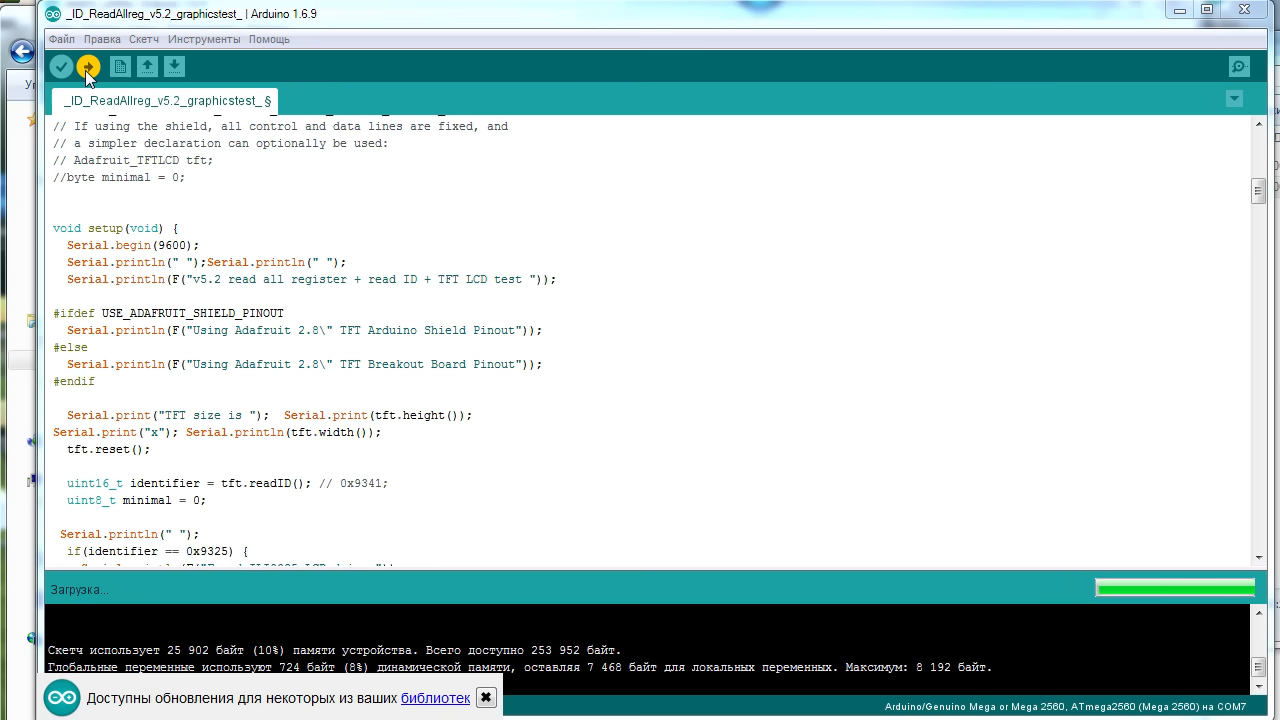 _ID_ReadAllreg_v5.2_graphicstest_ | Arduino 1.6.9
Файл Правка Скетч Инструменты Помощь
_ID_ReadAllreg_v5.2_graphicstest_ §
// If using the shield, all control and data lines are fixed, and
// a simpler declaration can optionally be used:
// Adafruit_TFTLCD tft;
//byte minimal = 0;
void setup(void) {
Serial.begin(9600);
Serial.println(" ");Serial.println(" ");
Serial.println(F("v5.2 read all register + read ID + TFT LCD test "));
#ifdef USE_ADAFRUIT_SHIELD_PINOUT
Serial.println(F("Using Adafruit 2.8\" TFT Arduino Shield Pinout"));
#else
Serial.println(F("Using Adafruit 2.8\" TFT Breakout Board Pinout"));
#endif
Serial.print("TFT size is ");  Serial.print(tft.height());
Serial.print("x"); Serial.println(tft.width());
tft.reset();
uint16_t identifier = tft.readID(); // 0x9341;
uint8_t minimal = 0;
Serial.println(" ");
if(identifier == 0x9325) {
Загрузка...
Скетч использует 25 902 байт (10%) памяти устройства. Всего доступно 253 952 байт.
Глобальные переменные используют 724 байт (8%) динамической памяти, оставляя 7 468 байт для локальных переменных. Максимум: 8 192 байт.
Доступны обновления для некоторых из ваших библиотек
Arduino/Genuino Mega or Mega 2560, ATmega2560 (Mega 2560) на COM7